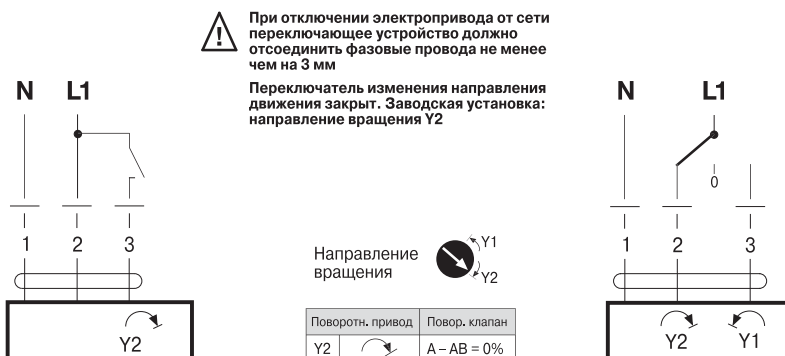 При отключении электропривода от сети
переключающее устройство должно
отсоединить фазовые провода не менее
чем на 3 мм
Переключатель изменения направления
движения закрыт. Заводская установка:
направление вращения Y2
N L1
1 2 3
Y2
Направление
вращения
Y1
Y2
Поворотн. привод Повор. клапан
Y2 A – AB = 0%
N L1
0
1 2 3
Y2 Y1